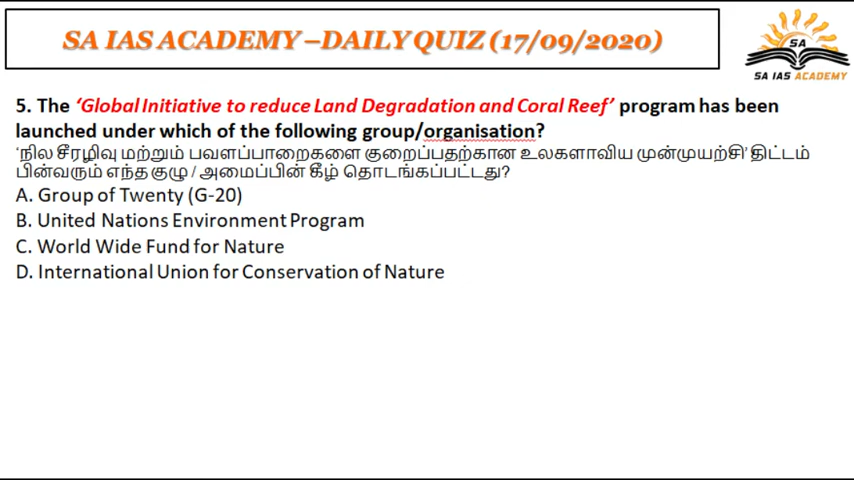 SA IAS ACADEMY –DAILY QUIZ (17/09/2020)
SA
SA IAS ACADEMY
5. The ‘Global Initiative to reduce Land Degradation and Coral Reef’ program has been
launched under which of the following group/organisation?
‘நில சீரழிவு மற்றும் பவளப்பாறைகளை குறைப்பதற்கான உலகளாவிய முன்முயற்சி’ திட்டம்
பின்வரும் எந்த குழு / அமைப்பின் கீழ் தொடங்கப்பட்டது?
A. Group of Twenty (G-20)
B. United Nations Environment Program
C. World Wide Fund for Nature
D. International Union for Conservation of Nature